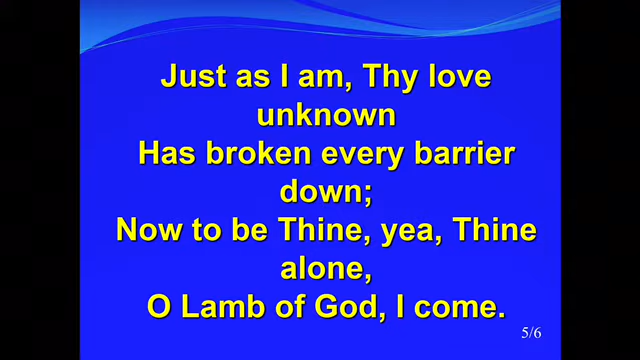 Just as I am, Thy love
unknown
Has broken every barrier
down;
Now to be Thine, yea, Thine
alone,
O Lamb of God, I come.
5/6